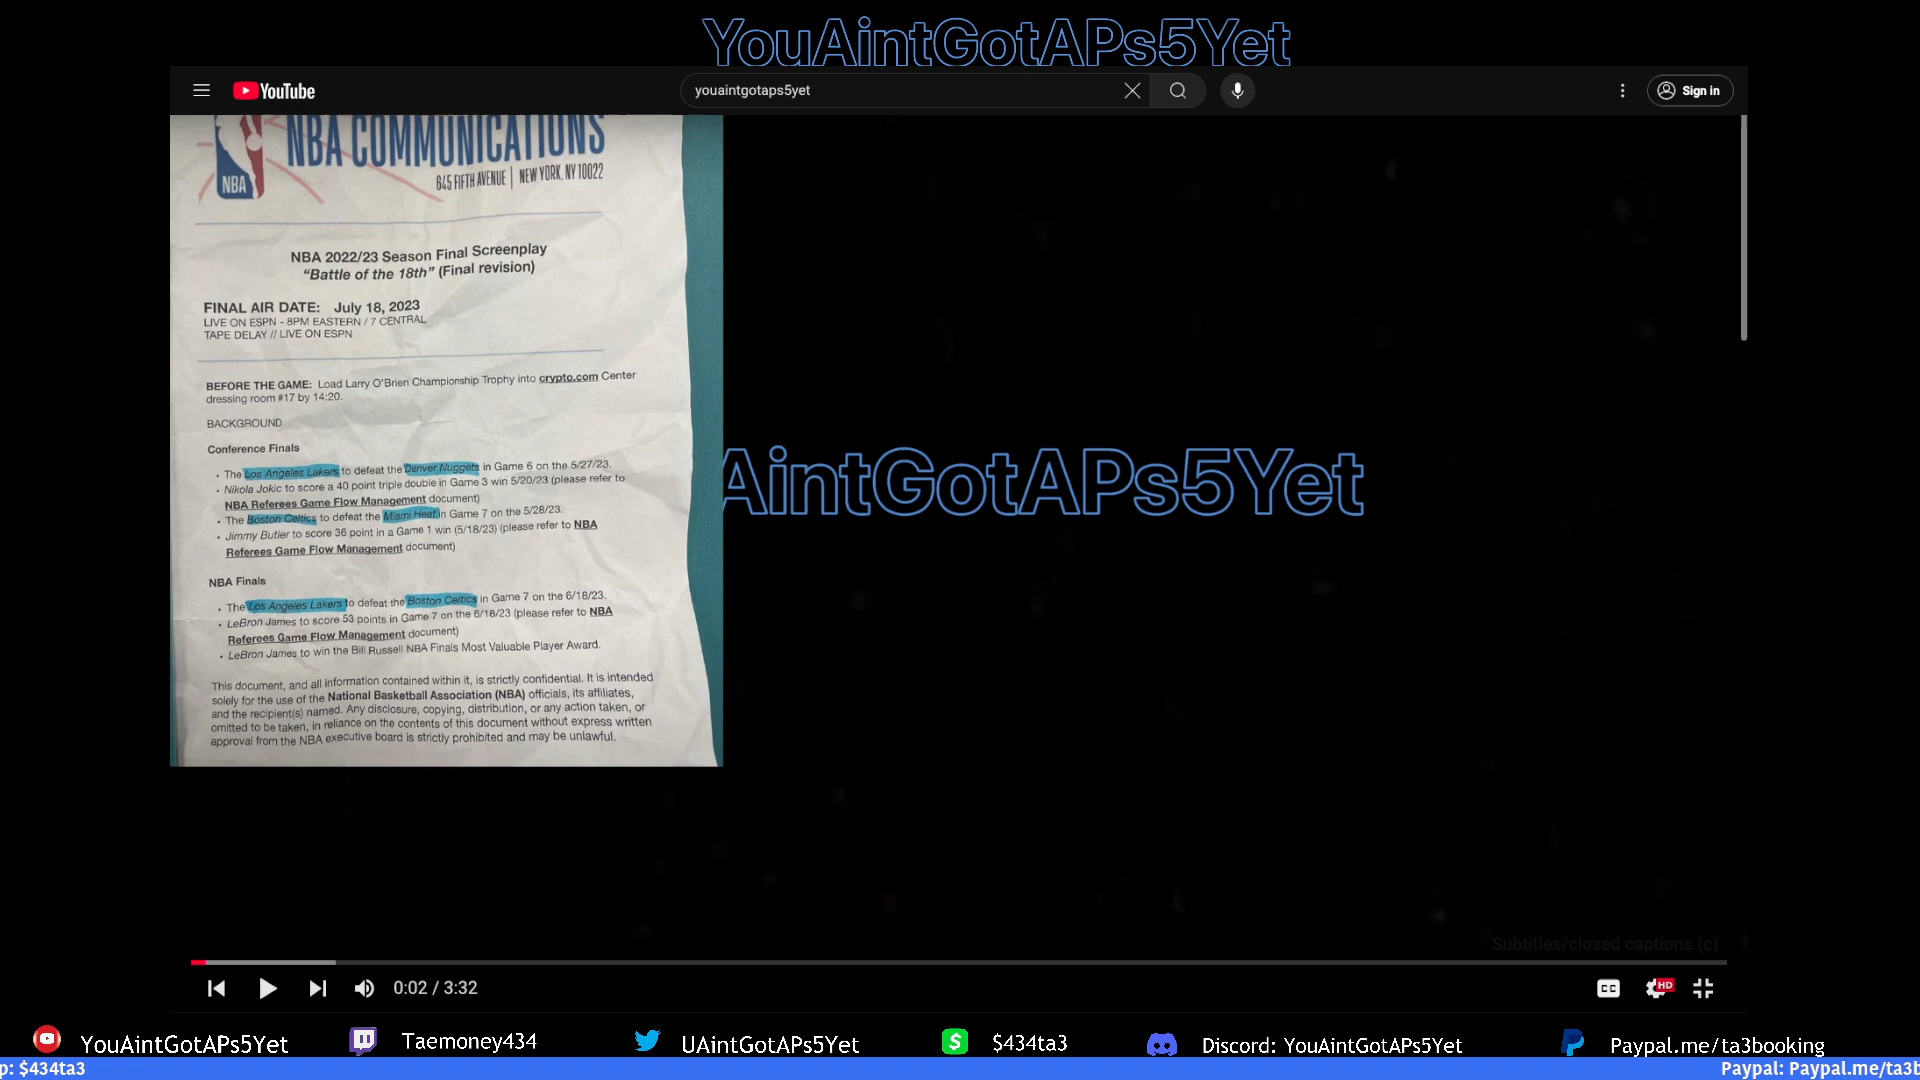 YouAintGotAPs5Yet
YouTube
youaintgotaps5yet
Sign in
NBA COMMUNICATIONS
645 FIFTH AVENUE | NEW YORK, NY 10022
NBA
NBA 2022/23 Season Final Screenplay
“Battle of the 18th” (Final revision)
FINAL AIR DATE: July 18, 2023
LIVE ON ESPN - 8PM EASTERN / 7 CENTRAL
TAPE DELAY // LIVE ON ESPN
BEFORE THE GAME: Load Larry O'Brien Championship Trophy into crypto.com Center
dressing room #17 by 14:20.
BACKGROUND
Conference Finals
• The Los Angeles Lakers to defeat the Denver Nuggets in Game 6 on the 5/27/23.
• Nikola Jokic to score a 40 point triple double in Game 3 win 5/20/23 (please refer to
NBA Referees Game Flow Management document)
• The Boston Celtics to defeat the Miami Heat in Game 7 on the 5/28/23.
• Jimmy Butler to score 36 point in a Game 1 win (5/18/23) (please refer to NBA
Referees Game Flow Management document)
NBA Finals
• The Los Angeles Lakers to defeat the Boston Celtics in Game 7 on the 6/18/23.
• LeBron James to score 53 points in Game 7 on the 6/18/23 (please refer to NBA
Referees Game Flow Management document)
• LeBron James to win the Bill Russell NBA Finals Most Valuable Player Award.
This document, and all information contained within it, is strictly confidential. It is intended
solely for the use of the National Basketball Association (NBA) officials, its affiliates,
and the recipient(s) named. Any disclosure, copying, distribution, or any action taken, or
omitted to be taken, in reliance on the contents of this document without express written
approval from the NBA executive board is strictly prohibited and may be unlawful.
AintGotAPs5Yet
Subtitles/closed captions (c)
0:02 / 3:32
CC
HD
YouAintGotAPs5Yet
Taemoney434
UAintGotAPs5Yet
$434ta3
Discord: YouAintGotAPs5Yet
Paypal.me/ta3booking
p: $434ta3
Paypal: Paypal.me/ta3b